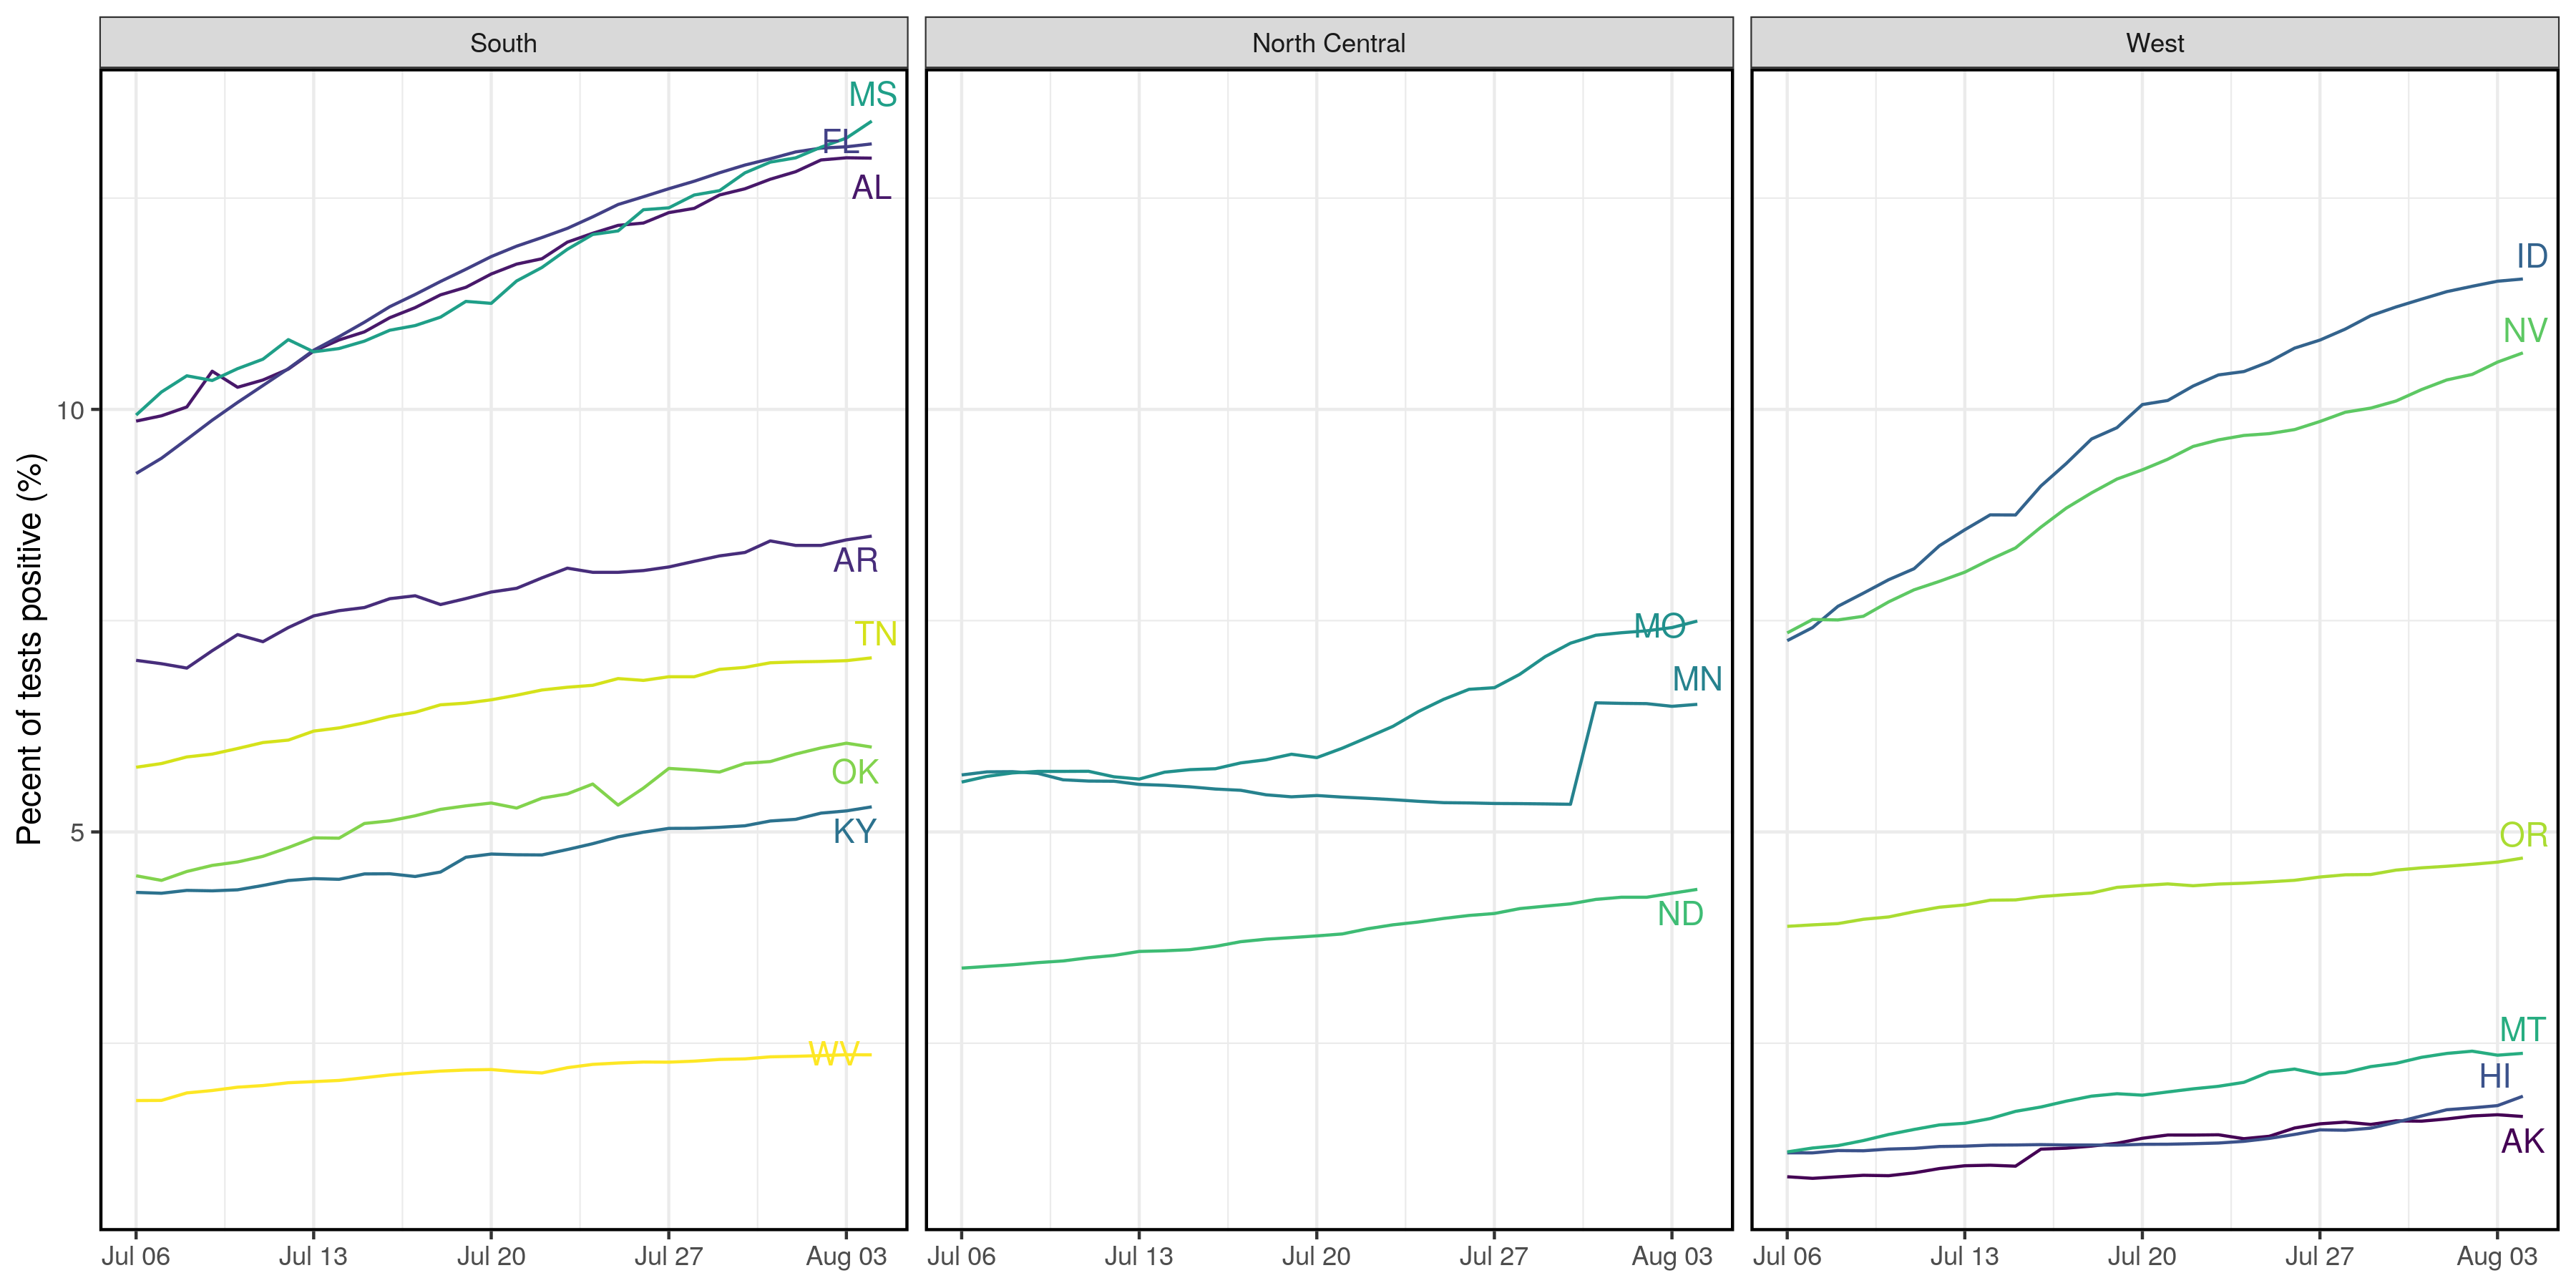 South
North Central
West
Pecent of tests positive (%)
10
5
MS
FL
AL
AR
TN
OK
KY
WV
MO
MN
ND
ID
NV
OR
MT
HI
AK
Jul 06
Jul 13
Jul 20
Jul 27
Aug 03
Jul 06
Jul 13
Jul 20
Jul 27
Aug 03
Jul 06
Jul 13
Jul 20
Jul 27
Aug 03